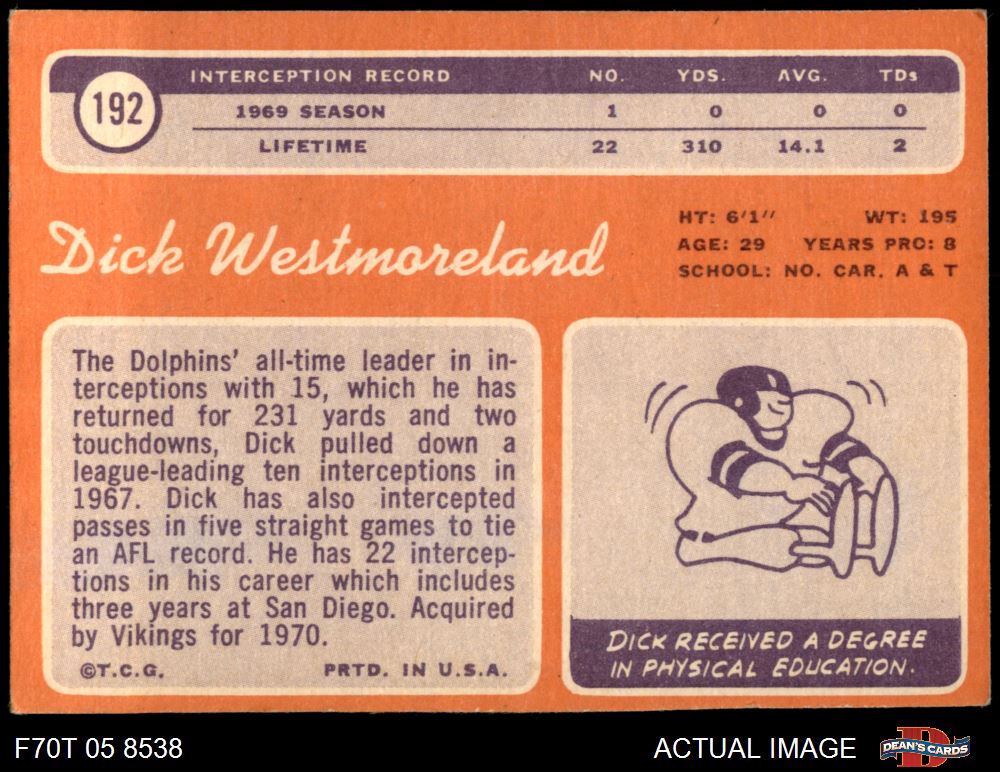 192
INTERCEPTION RECORD NO. YDS. AVG. TDs
1969 SEASON 1 0 0 0
LIFETIME 22 310 14.1 2
Dick Westmoreland
HT: 6'1" WT: 195
AGE: 29 YEARS PRO: 8
SCHOOL: NO. CAR. A & T
The Dolphins' all-time leader in in-
terceptions with 15, which he has
returned for 231 yards and two
touchdowns, Dick pulled down a
league-leading ten interceptions in
1967. Dick has also intercepted
passes in five straight games to tie
an AFL record. He has 22 intercep-
tions in his career which includes
three years at San Diego. Acquired
by Vikings for 1970.
©T.C.G. PRTD. IN U.S.A.
DICK RECEIVED A DEGREE
IN PHYSICAL EDUCATION.
F70T 05 8538 ACTUAL IMAGE DEAN'S CARDS